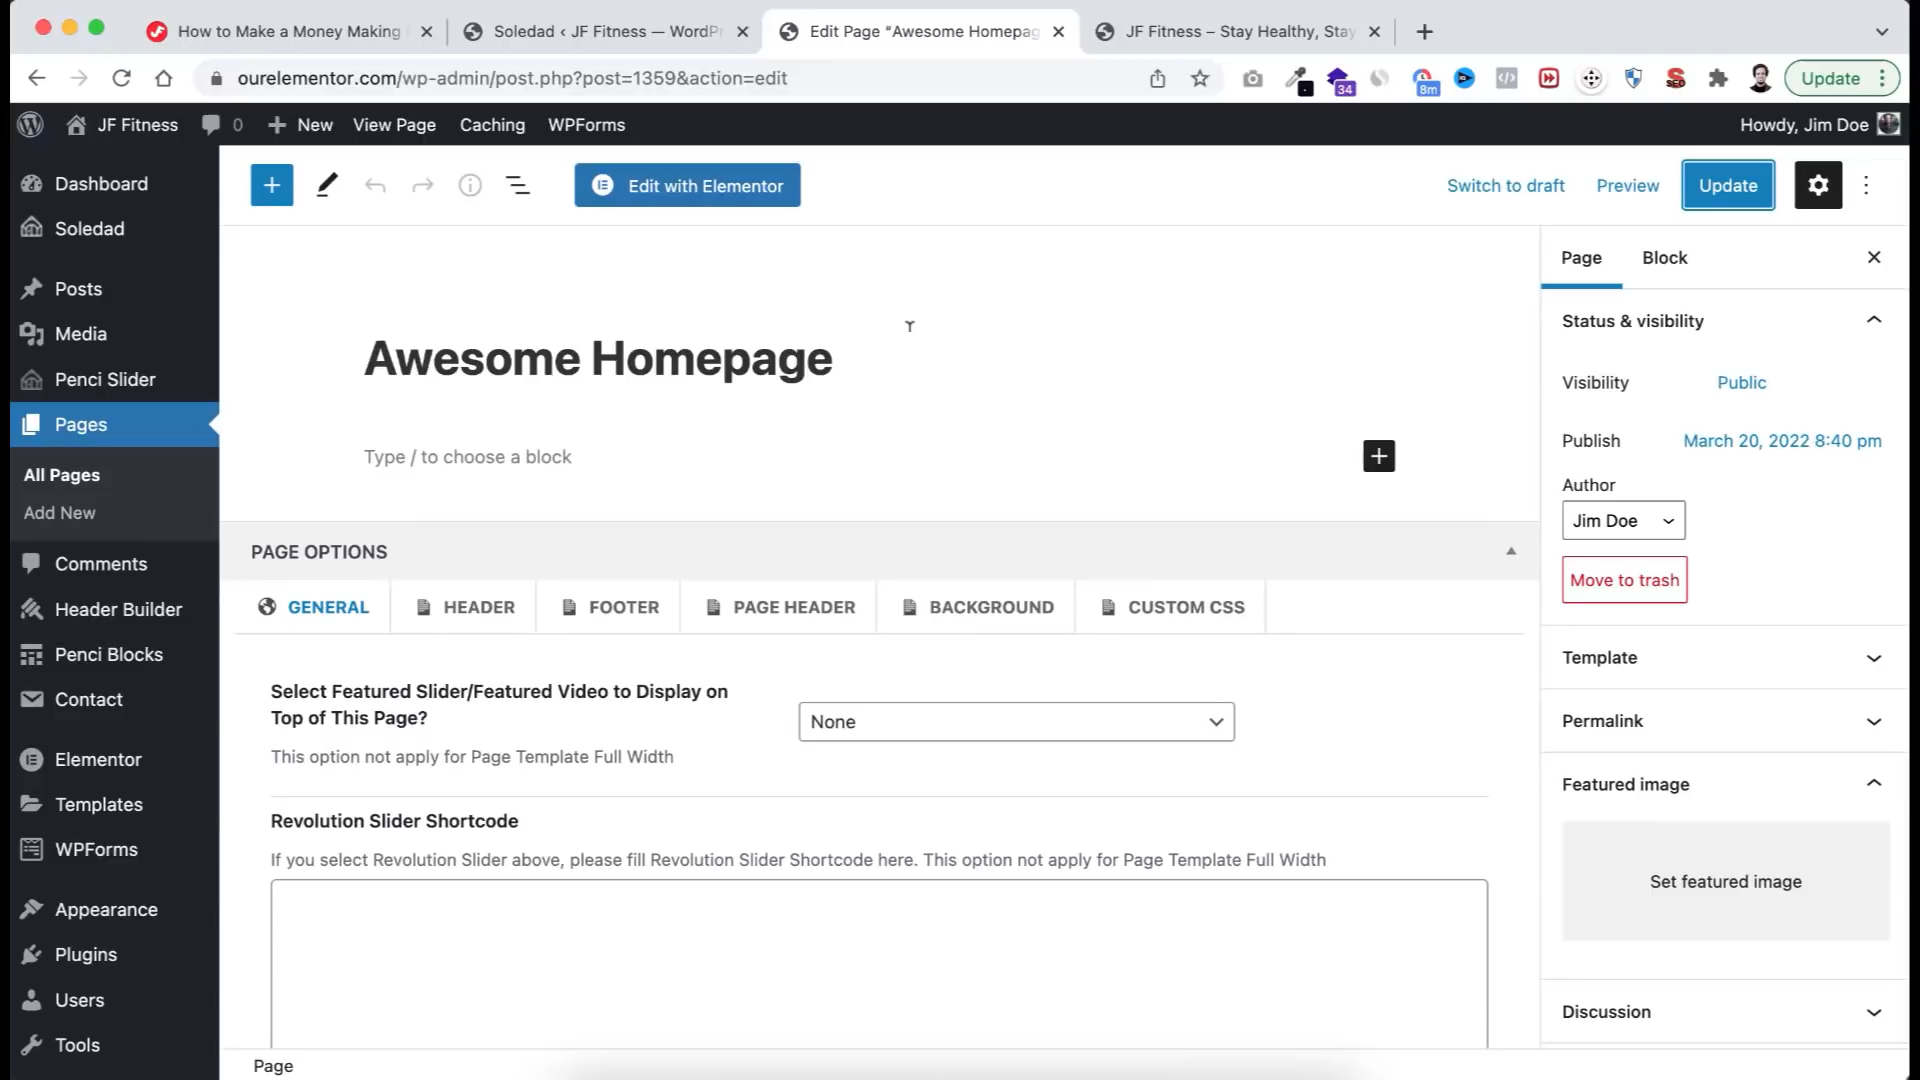 How to Make a Money Making
Soledad ‹ JF Fitness — WordPr
Edit Page "Awesome Homepag
JF Fitness – Stay Healthy, Stay
ourelementor.com/wp-admin/post.php?post=1359&action=edit
34
8m
SEO
Update
JF Fitness
0
New
View Page
Caching
WPForms
Howdy, Jim Doe
Dashboard
Soledad
Posts
Media
Penci Slider
Pages
All Pages
Add New
Comments
Header Builder
Penci Blocks
Contact
Elementor
Templates
WPForms
Appearance
Plugins
Users
Tools
Edit with Elementor
Switch to draft
Preview
Update
Awesome Homepage
Type / to choose a block
PAGE OPTIONS
GENERAL
HEADER
FOOTER
PAGE HEADER
BACKGROUND
CUSTOM CSS
Select Featured Slider/Featured Video to Display on
Top of This Page?
None
This option not apply for Page Template Full Width
Revolution Slider Shortcode
If you select Revolution Slider above, please fill Revolution Slider Shortcode here. This option not apply for Page Template Full Width
Page
Page
Block
Status & visibility
Visibility
Public
Publish
March 20, 2022 8:40 pm
Author
Jim Doe
Move to trash
Template
Permalink
Featured image
Set featured image
Discussion